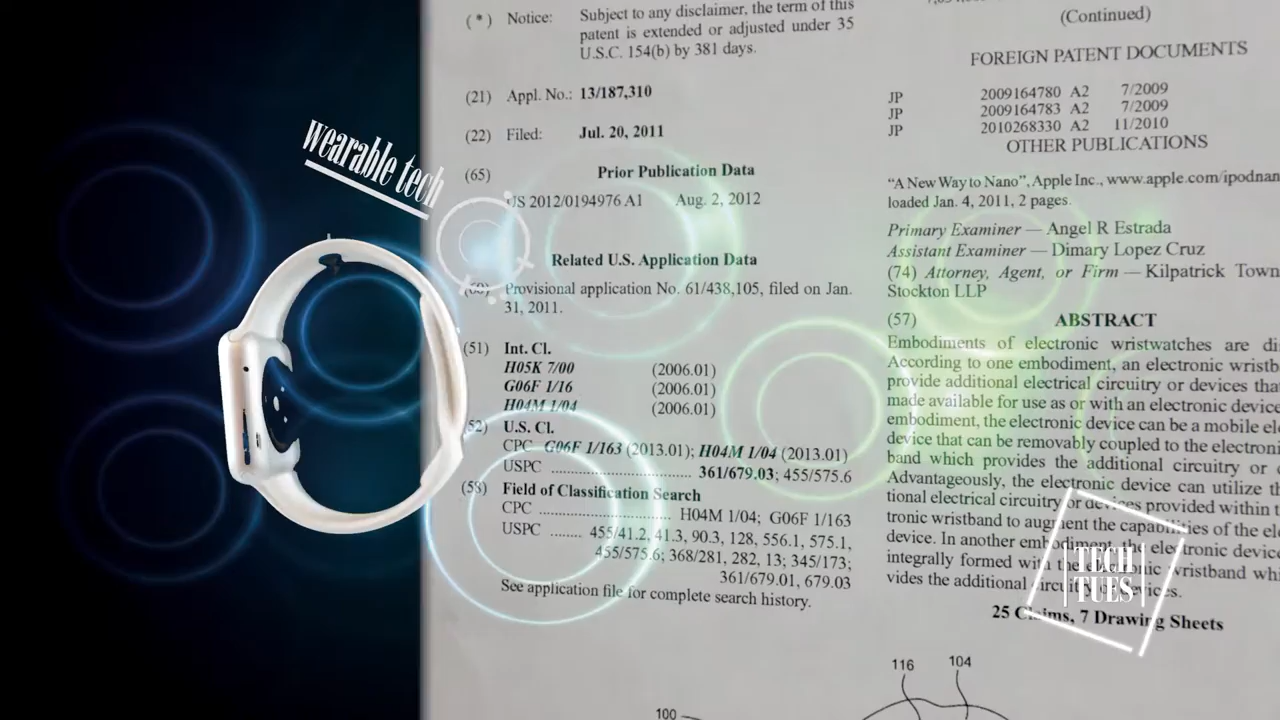 wearable tech
(*) Notice: Subject to any disclaimer, the term of this
patent is extended or adjusted under 35
U.S.C. 154(b) by 381 days.
(21) Appl. No.: 13/187,310
(22) Filed: Jul. 20, 2011
(65) Prior Publication Data
US 2012/0194976 A1 Aug. 2, 2012
Related U.S. Application Data
(60) Provisional application No. 61/438,105, filed on Jan.
31, 2011.
(51) Int. Cl.
H05K 7/00 (2006.01)
G06F 1/16 (2006.01)
H04M 1/04 (2006.01)
(52) U.S. Cl.
CPC G06F 1/163 (2013.01); H04M 1/04 (2013.01)
USPC .................................... 361/679.03; 455/575.6
(58) Field of Classification Search
CPC ................................ H04M 1/04; G06F 1/163
USPC ........ 455/41.2, 41.3, 90.3, 128, 556.1, 575.1,
455/575.6; 368/281, 282, 13; 345/173;
361/679.01, 679.03
See application file for complete search history.
(Continued)
FOREIGN PATENT DOCUMENTS
JP 2009164780 A2 7/2009
JP 2009164783 A2 7/2009
JP 2010268330 A2 11/2010
OTHER PUBLICATIONS
“A New Way to Nano”, Apple Inc., www.apple.com/ipodnan
loaded Jan. 4, 2011, 2 pages.
Primary Examiner — Angel R Estrada
Assistant Examiner — Dimary Lopez Cruz
(74) Attorney, Agent, or Firm — Kilpatrick Town
Stockton LLP
(57) ABSTRACT
Embodiments of electronic wristwatches are dis
According to one embodiment, an electronic wristb
provide additional electrical circuitry or devices tha
made available for use as or with an electronic device
embodiment, the electronic device can be a mobile ele
device that can be removably coupled to the electroni
band which provides the additional circuitry or
Advantageously, the electronic device can utilize th
tional electrical circuitry or devices provided within t
tronic wristband to augment the capabilities of the ele
device. In another embodiment, the electronic device
integrally formed with the electronic wristband whi
vides the additional circuitry or devices.
25 Claims, 7 Drawing Sheets
TECH
TUES
116 104
100